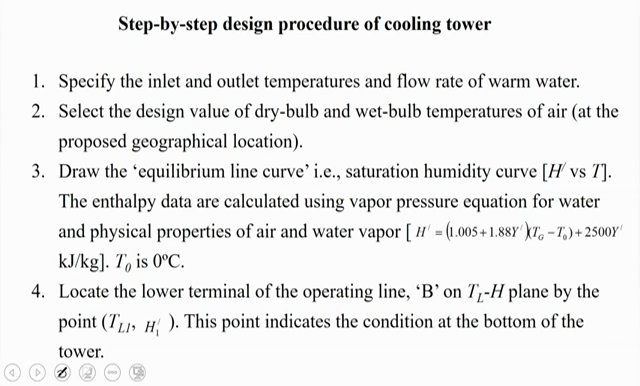 Step-by-step design procedure of cooling tower
1. Specify the inlet and outlet temperatures and flow rate of warm water.
2. Select the design value of dry-bulb and wet-bulb temperatures of air (at the
proposed geographical location).
3. Draw the ‘equilibrium line curve’ i.e., saturation humidity curve [H′ vs T].
The enthalpy data are calculated using vapor pressure equation for water
and physical properties of air and water vapor [ H′ = (1.005+1.88Y′)(T_G −T_0)+2500Y′
kJ/kg]. T_0 is 0ºC.
4. Locate the lower terminal of the operating line, ‘B’ on T_L-H plane by the
point (T_L1, H′_1 ). This point indicates the condition at the bottom of the
tower.